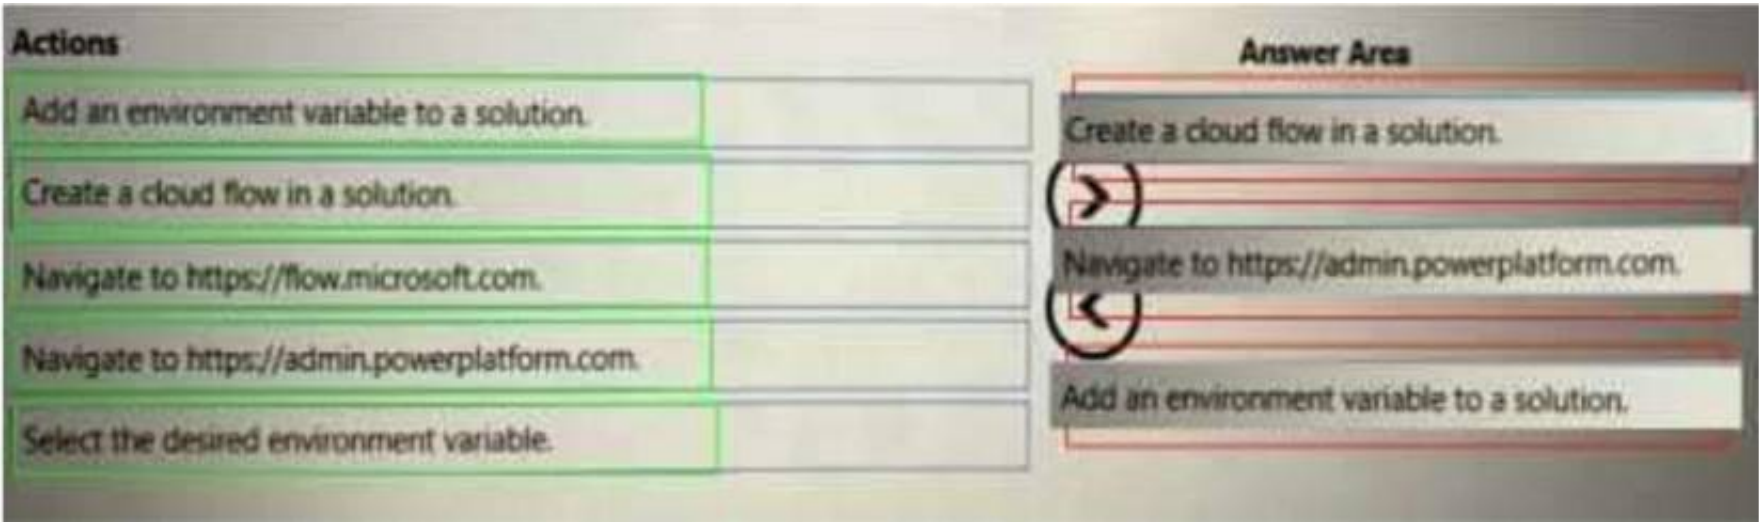 Actions
Add an environment variable to a solution.
Create a cloud flow in a solution.
Navigate to https://flow.microsoft.com.
Navigate to https://admin.powerplatform.com.
Select the desired environment variable.
Answer Area
Create a cloud flow in a solution.
Navigate to https://admin.powerplatform.com.
Add an environment variable to a solution.